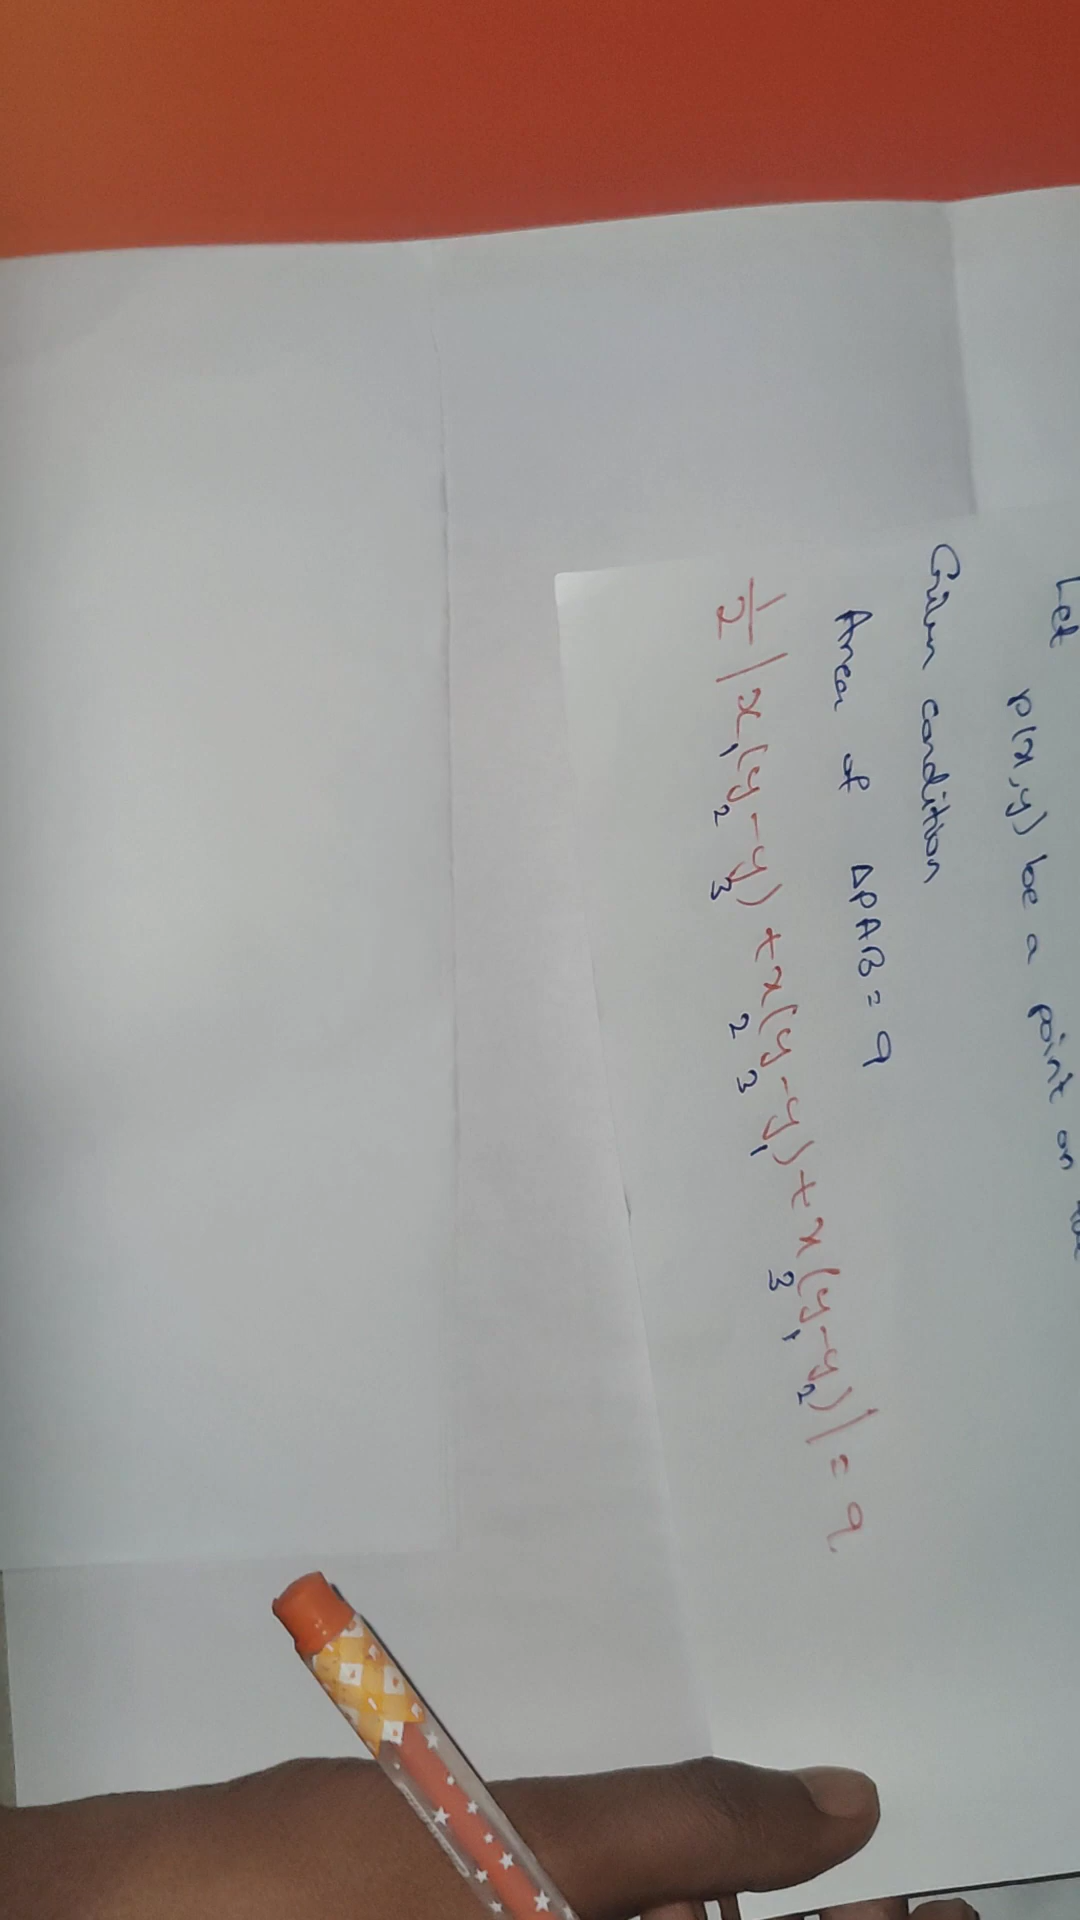 Let P(x,y) be a point on the
Given condition
Area of ΔPAB = 9
1/2 |x₁(y₂-y₃) + x₂(y₃-y₁) + x₃(y₁-y₂)| = 9